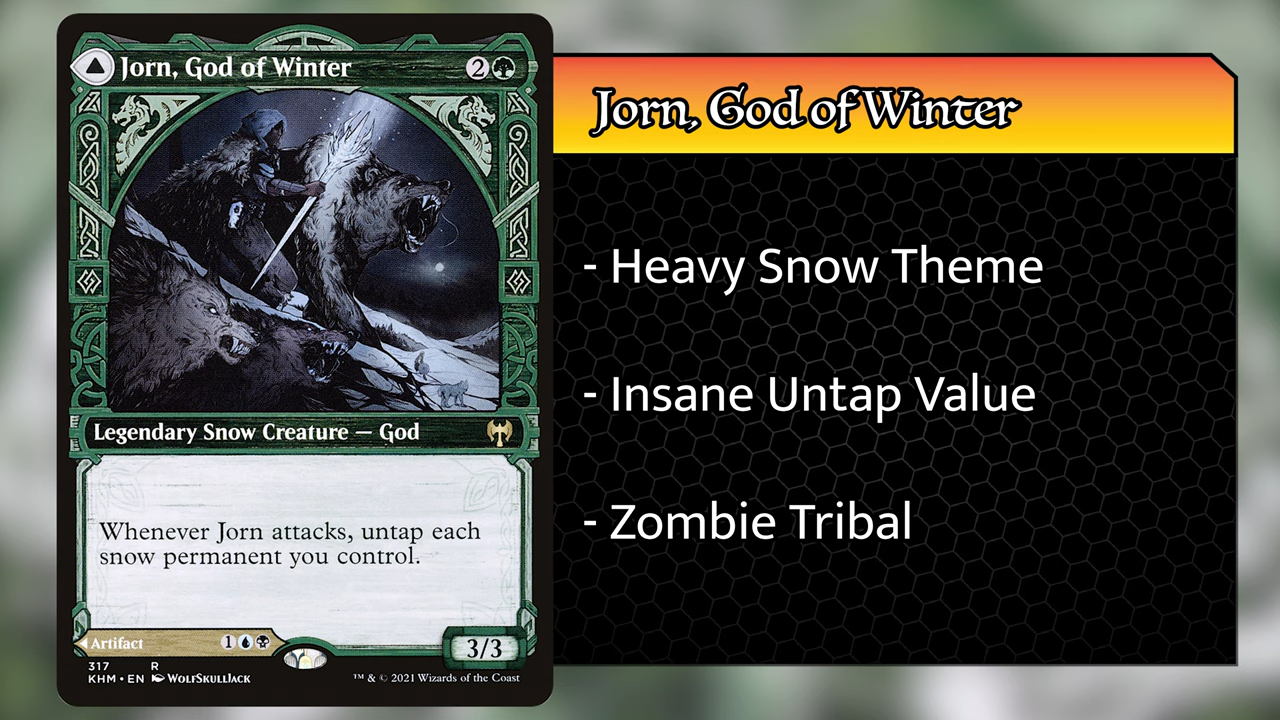 Jorn, God of Winter 2
Legendary Snow Creature — God
Whenever Jorn attacks, untap each
snow permanent you control.
Artifact 1
3/3
317 R
KHM • EN WolfSkullJack
™ & © 2021 Wizards of the Coast
Jorn, God of Winter
- Heavy Snow Theme
- Insane Untap Value
- Zombie Tribal